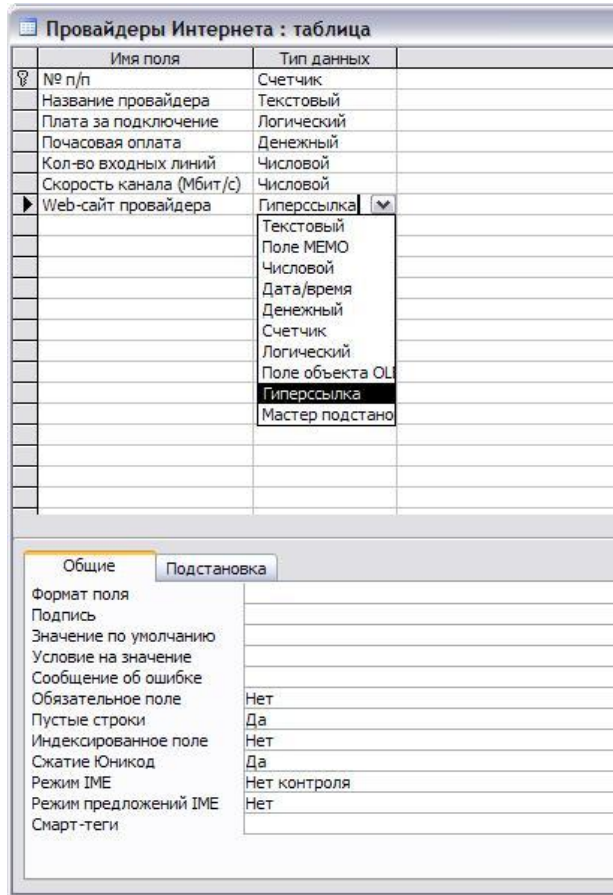 Провайдеры Интернета : таблица
Имя поля Тип данных
№ п/п Счетчик
Название провайдера Текстовый
Плата за подключение Логический
Почасовая оплата Денежный
Кол-во входных линий Числовой
Скорость канала (Мбит/с) Числовой
Web-сайт провайдера Гиперссылка
Текстовый
Поле МЕМО
Числовой
Дата/время
Денежный
Счетчик
Логический
Поле объекта OLE
Гиперссылка
Мастер подстано
Общие Подстановка
Формат поля
Подпись
Значение по умолчанию
Условие на значение
Сообщение об ошибке
Обязательное поле Нет
Пустые строки Да
Индексированное поле Нет
Сжатие Юникод Да
Режим IME Нет контроля
Режим предложений IME Нет
Смарт-теги